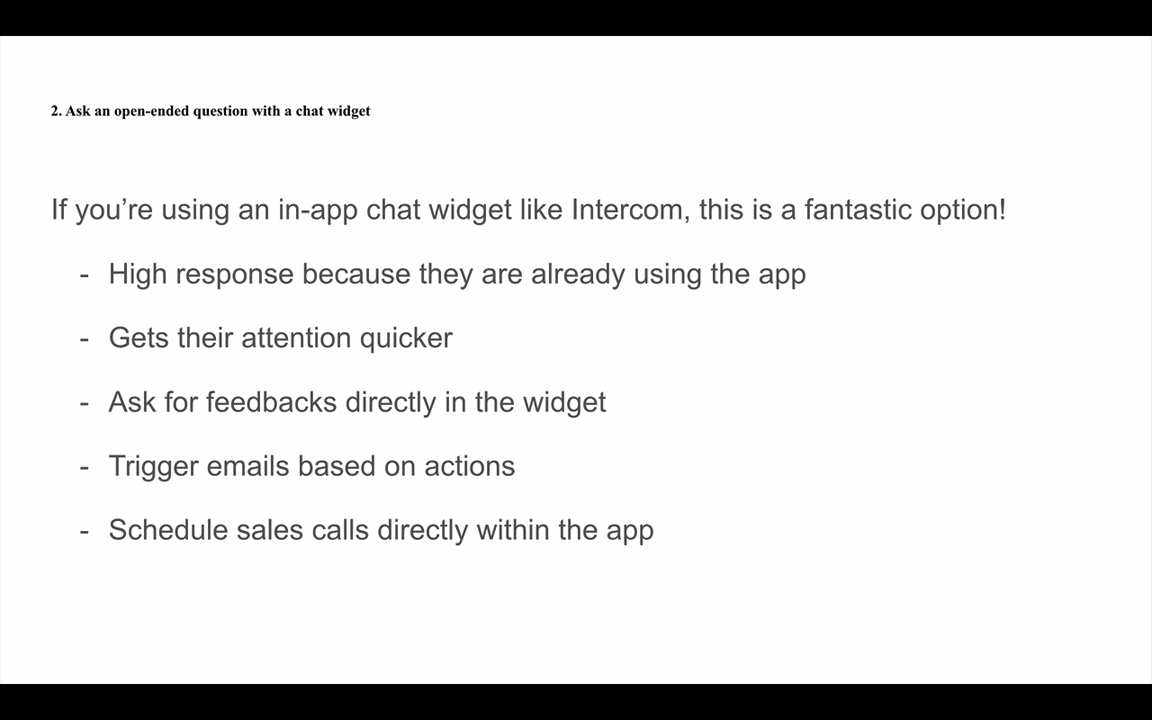 2. Ask an open-ended question with a chat widget
If you’re using an in-app chat widget like Intercom, this is a fantastic option!
- High response because they are already using the app
- Gets their attention quicker
- Ask for feedbacks directly in the widget
- Trigger emails based on actions
- Schedule sales calls directly within the app